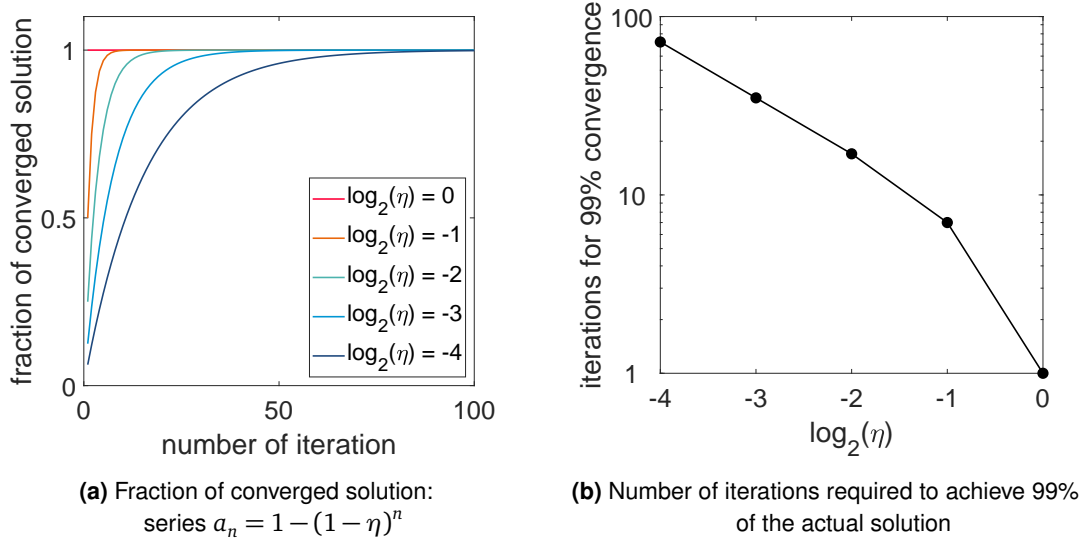 fraction of converged solution
1
0.5
0
0
50
100
number of iteration
log₂(η) = 0
log₂(η) = -1
log₂(η) = -2
log₂(η) = -3
log₂(η) = -4
(a) Fraction of converged solution:
series aₙ = 1 − (1 − η)ⁿ
iterations for 99% convergence
100
10
1
-4
-3
-2
-1
0
log₂(η)
(b) Number of iterations required to achieve 99%
of the actual solution